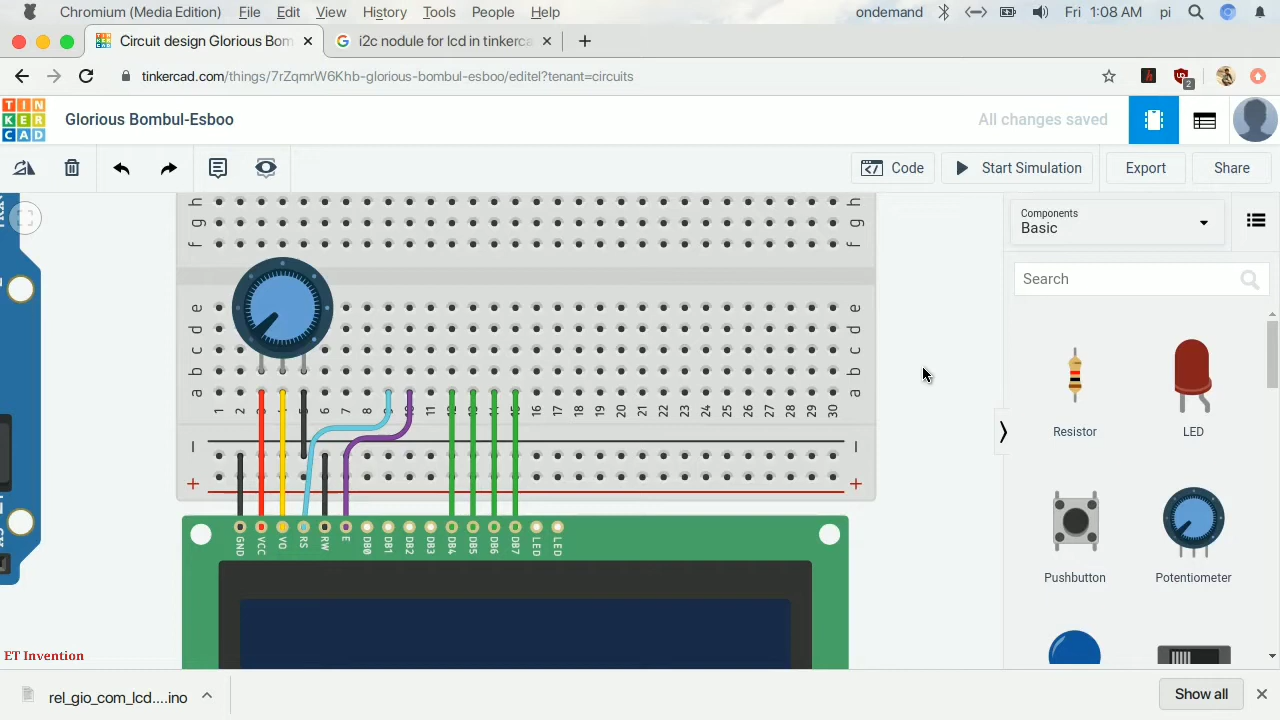 Chromium (Media Edition) File Edit View History Tools People Help ondemand Fri 1:08 AM pi
Circuit design Glorious Bom i2c nodule for lcd in tinkerca
tinkercad.com/things/7rZqmrW6Khb-glorious-bombul-esboo/editel?tenant=circuits 2
TIN
KER
CAD
Glorious Bombul-Esboo All changes saved
Code Start Simulation Export Share
Components
Basic
Search
h h
g g
f f
e e
d d
c c
b b
a a
1 2 3 4 5 6 7 8 9 10 11 12 13 14 15 16 17 18 19 20 21 22 23 24 25 26 27 28 29 30
GND VCC VO RS RW E DB0 DB1 DB2 DB3 DB4 DB5 DB6 DB7 LED LED
Resistor LED
Pushbutton Potentiometer
ET Invention
rel_gio_com_lcd....ino Show all